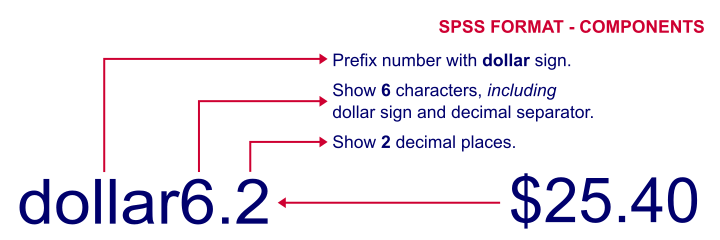 SPSS FORMAT - COMPONENTS
Prefix number with dollar sign.
Show 6 characters, including
dollar sign and decimal separator.
Show 2 decimal places.
dollar6.2
$25.40